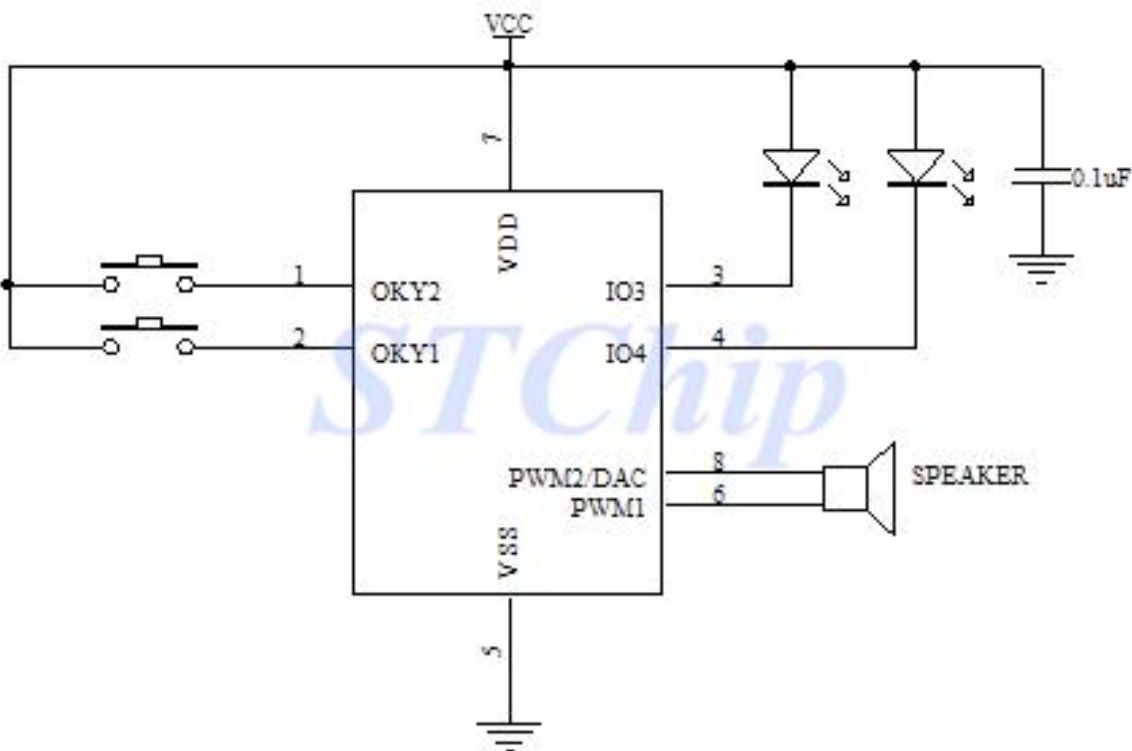 VCC
7
VDD
0.1uF
1
OKY2
IO3
3
2
OKY1
IO4
4
STChip
PWM2/DAC
8
SPEAKER
PWM1
6
VSS
5